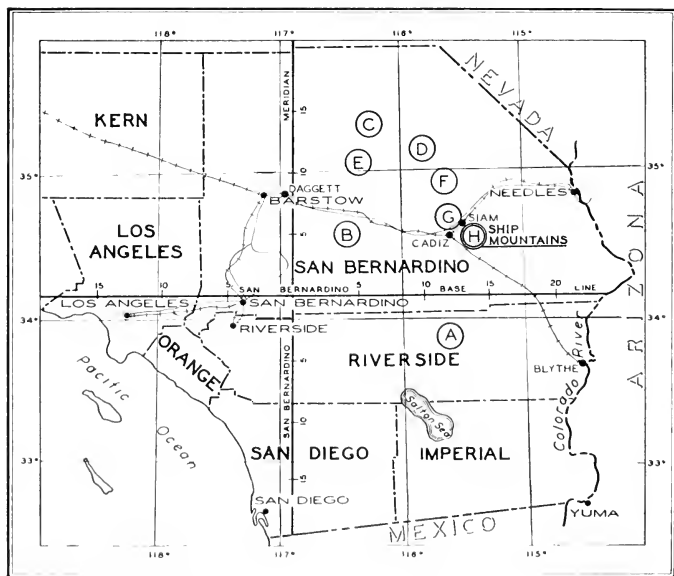 118° 117° 116° 115°
NEVADA
MERIDIAN
15
KERN
C
D
E
10
35° 35°
F
DAGGETT
BARSTOW
NEEDLES
LOS
ANGELES
G
SIAM
B
5
CADIZ
H
SHIP
MOUNTAINS
SAN BERNARDINO
5 SAN BERNARDINO 5 10 BASE 15 LINE
LOS ANGELES
SAN BERNARDINO
34° 34°
RIVERSIDE
A
ORANGE
SAN BERNARDINO
5
RIVERSIDE
BLYTHE
Colorado River
ARIZONA
Pacific
Ocean
Salton Sea
10
33° 33°
SAN DIEGO
IMPERIAL
15
SAN DIEGO
YUMA
MEXICO
118° 117° 116° 115°